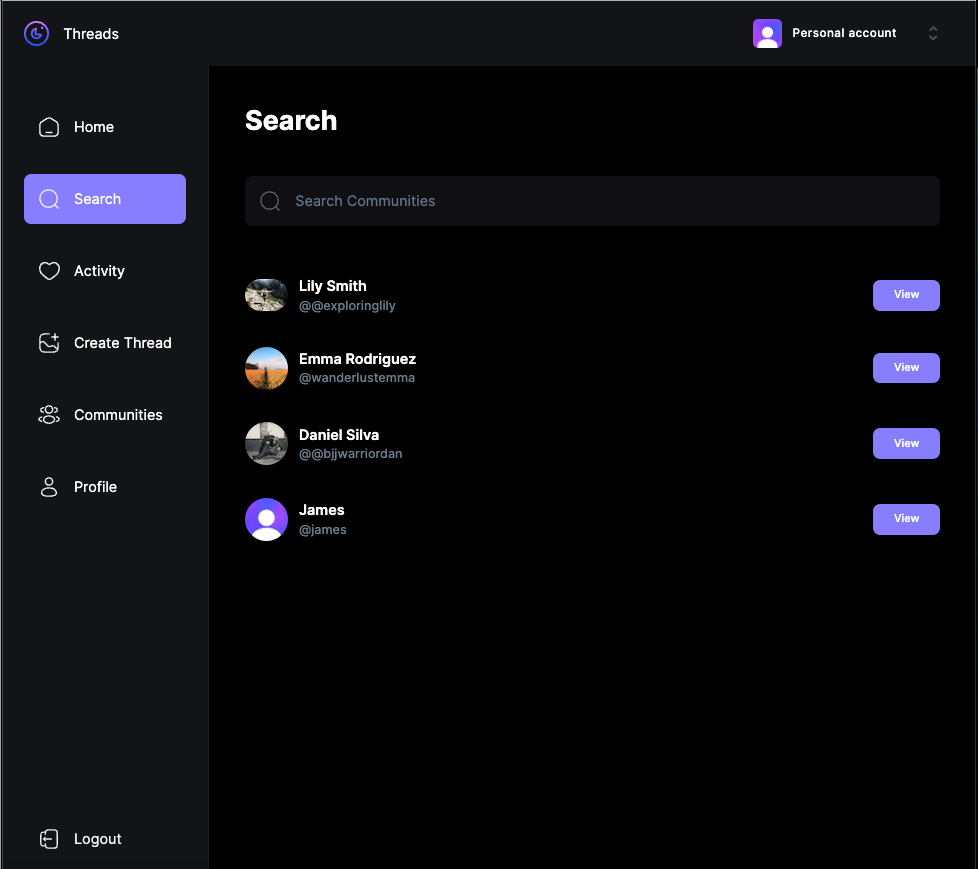 Threads
Personal account
Home
Search
Activity
Create Thread
Communities
Profile
Logout
Search
Search Communities
Lily Smith
@@exploringlily
View
Emma Rodriguez
@wanderlustemma
View
Daniel Silva
@@bjjwarriordan
View
James
@james
View